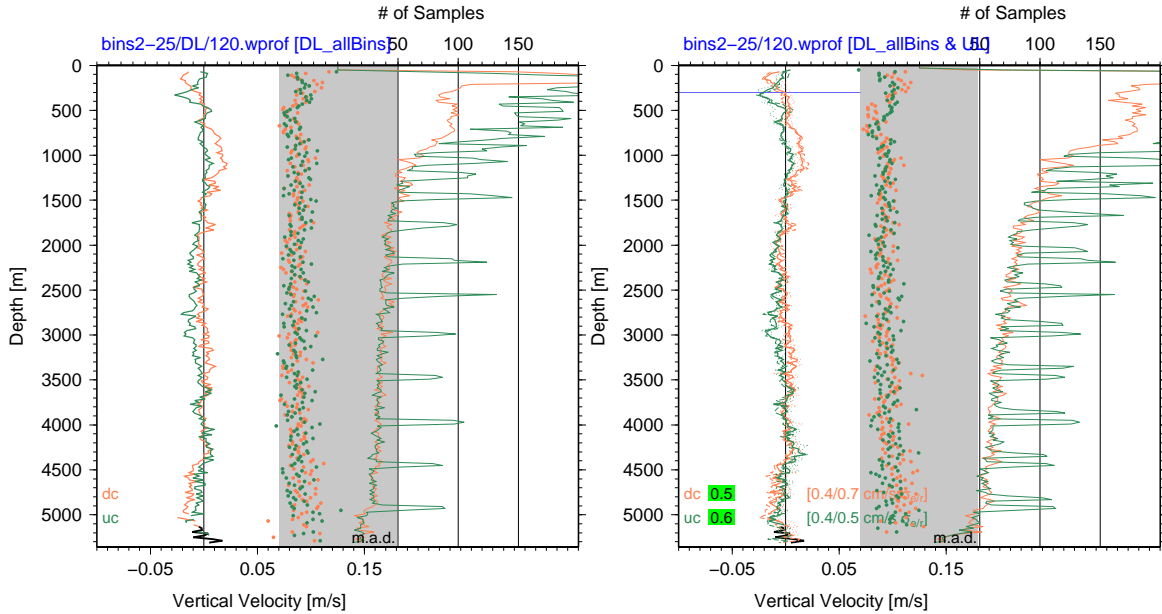 # of Samples
bins2-25/DL/120.wprof [DL_allBins]
50 100 150
0
500
1000
1500
2000
2500
3000
3500
4000
4500
5000
Depth [m]
dc
uc
m.a.d.
-0.05 0.05 0.15
Vertical Velocity [m/s]
# of Samples
bins2-25/120.wprof [DL_allBins & UL]
50 100 150
0
500
1000
1500
2000
2500
3000
3500
4000
4500
5000
Depth [m]
dc 0.5 [0.4/0.7 cm/s σe/r]
uc 0.6 [0.4/0.5 cm/s σe/r]
m.a.d.
-0.05 0.05 0.15
Vertical Velocity [m/s]